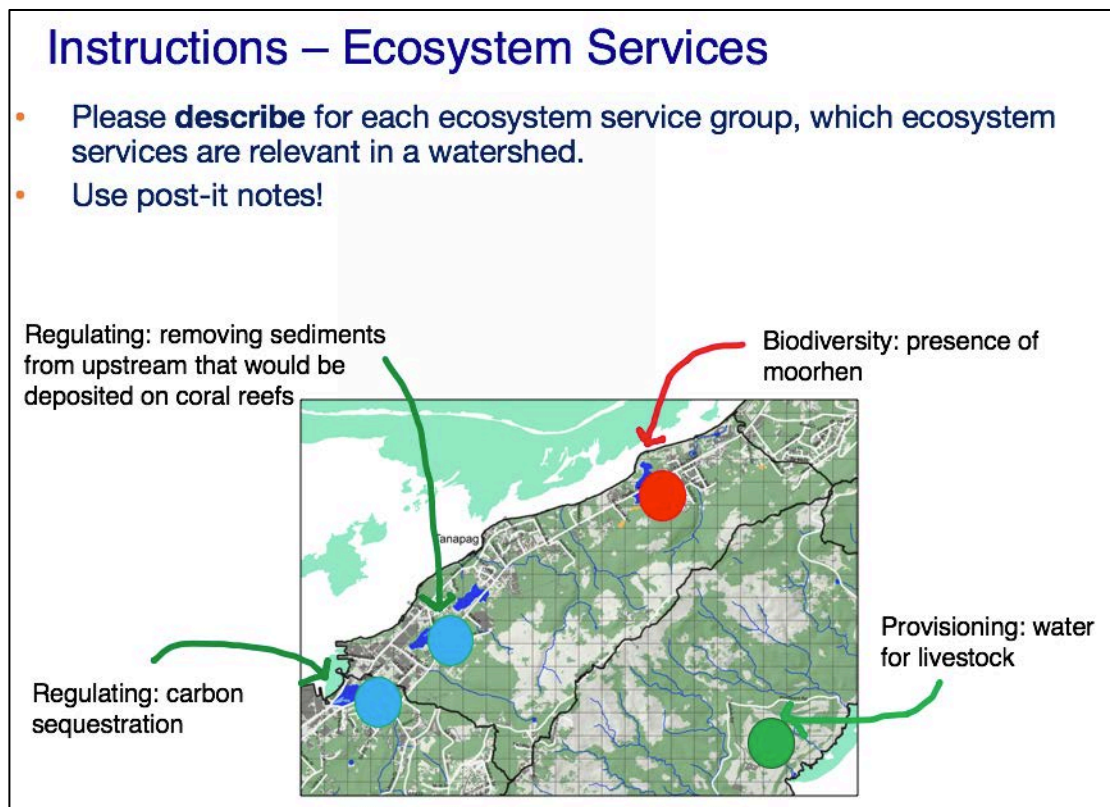 Instructions – Ecosystem Services
• Please describe for each ecosystem service group, which ecosystem
services are relevant in a watershed.
• Use post-it notes!
Regulating: removing sediments
from upstream that would be
deposited on coral reefs
Biodiversity: presence of
moorhen
Tanapag
Provisioning: water
for livestock
Regulating: carbon
sequestration